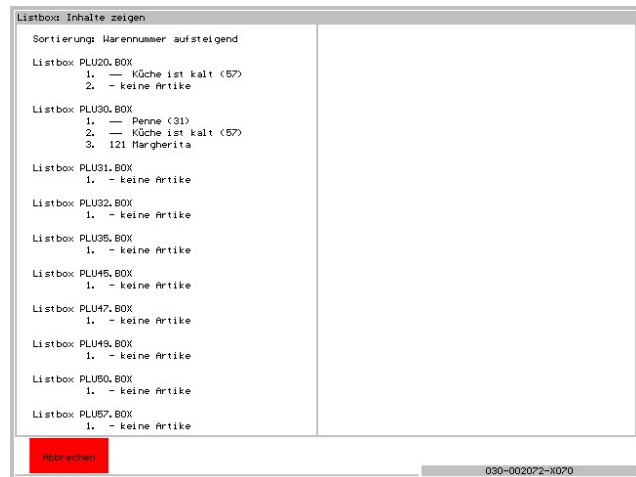 Listbox: Inhalte zeigen
Sortierung: Warennummer aufsteigend
Listbox PLU20.BOX
1. — Küche ist kalt (57)
2. - keine Artike
Listbox PLU30.BOX
1. — Penne (31)
2. — Küche ist kalt (57)
3. 121 Margherita
Listbox PLU31.BOX
1. - keine Artike
Listbox PLU32.BOX
1. - keine Artike
Listbox PLU35.BOX
1. - keine Artike
Listbox PLU45.BOX
1. - keine Artike
Listbox PLU47.BOX
1. - keine Artike
Listbox PLU49.BOX
1. - keine Artike
Listbox PLU50.BOX
1. - keine Artike
Listbox PLU57.BOX
1. - keine Artike
Abbrechen
030-002072-X070